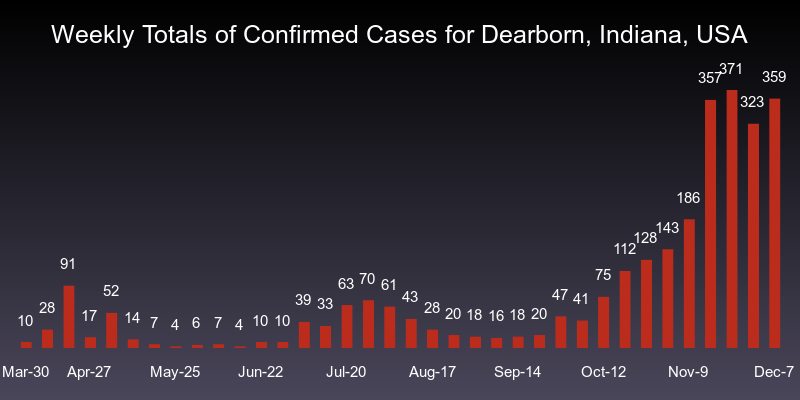 Weekly Totals of Confirmed Cases for Dearborn, Indiana, USA
10 28 91 17 52 14 7 4 6 7 4 10 10 39 33 63 70 61 43 28 20 18 16 18 20 47 41 75 112 128 143 186 357 371 323 359
Mar-30 Apr-27 May-25 Jun-22 Jul-20 Aug-17 Sep-14 Oct-12 Nov-9 Dec-7